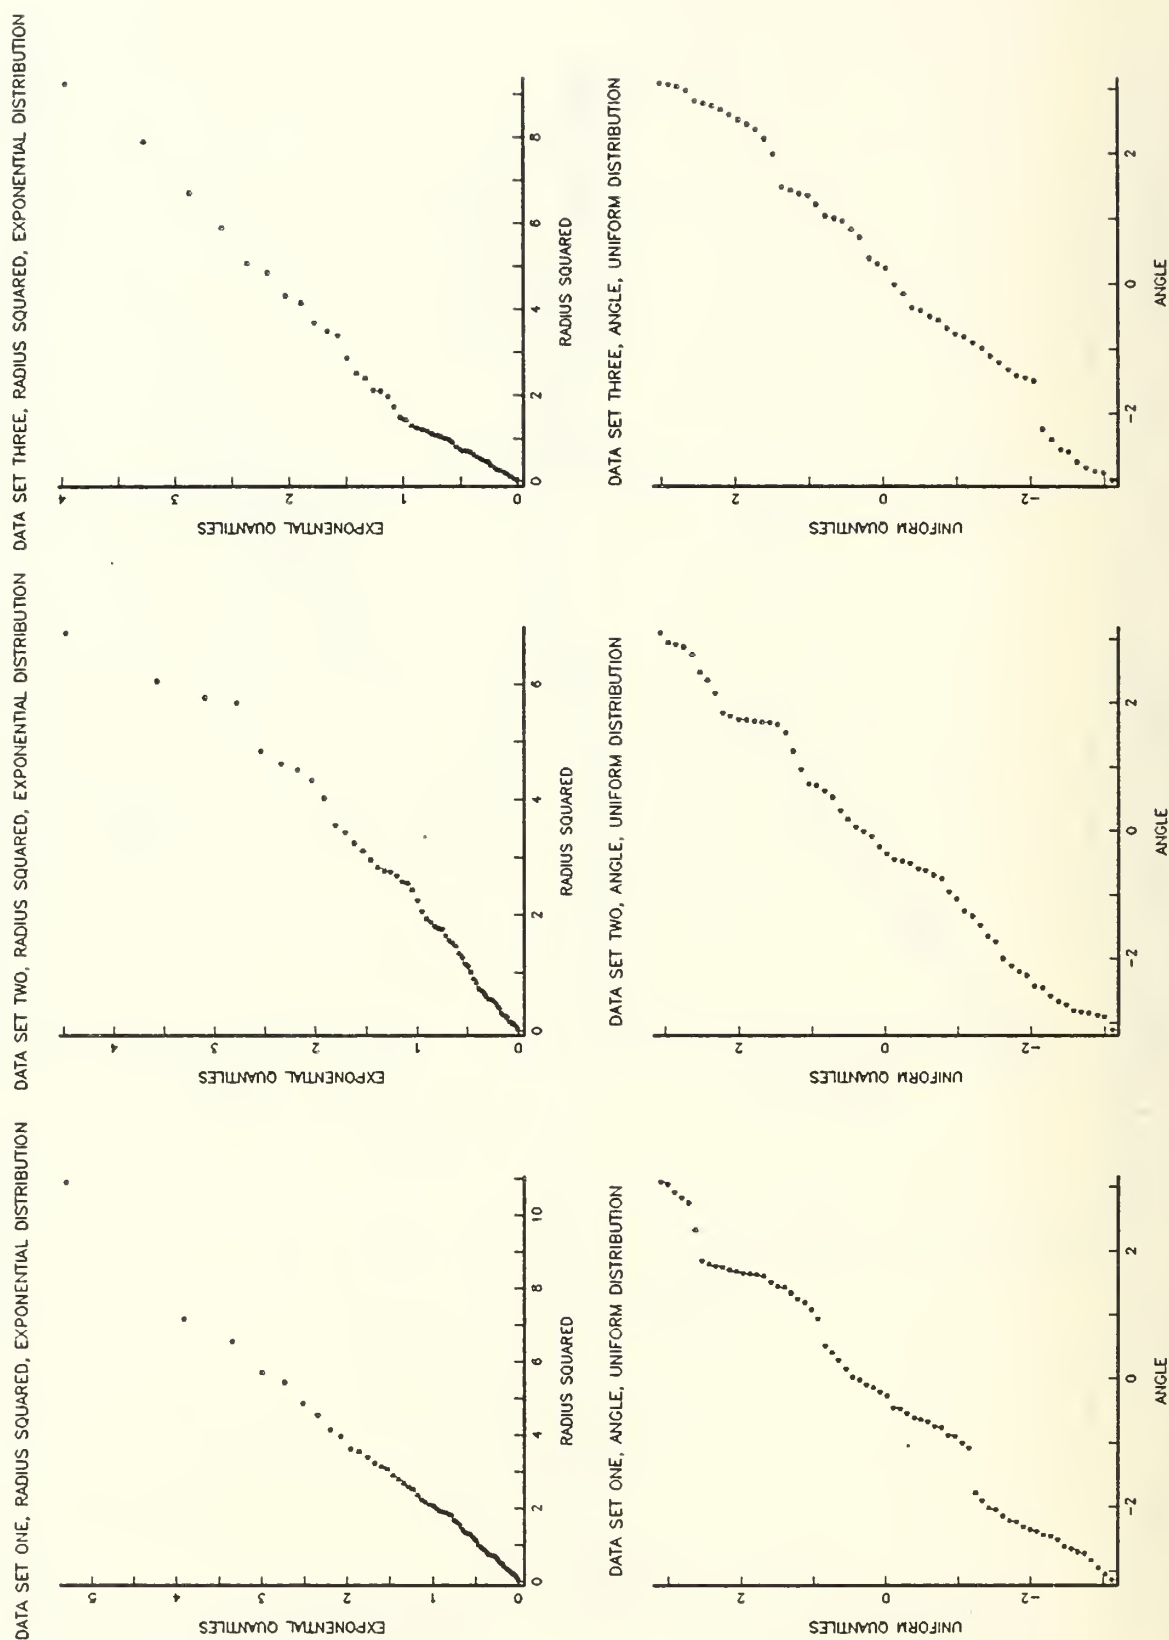 DATA SET ONE, RADIUS SQUARED, EXPONENTIAL DISTRIBUTION
EXPONENTIAL QUANTILES
5
4
3
2
1
0
0 2 4 6 8 10
RADIUS SQUARED
DATA SET TWO, RADIUS SQUARED, EXPONENTIAL DISTRIBUTION
EXPONENTIAL QUANTILES
4
3
2
1
0
0 2 4 6
RADIUS SQUARED
DATA SET THREE, RADIUS SQUARED, EXPONENTIAL DISTRIBUTION
EXPONENTIAL QUANTILES
4
3
2
1
0
0 2 4 6 8
RADIUS SQUARED
DATA SET ONE, ANGLE, UNIFORM DISTRIBUTION
UNIFORM QUANTILES
2
0
-2
-2 0 2
ANGLE
DATA SET TWO, ANGLE, UNIFORM DISTRIBUTION
UNIFORM QUANTILES
2
0
-2
-2 0 2
ANGLE
DATA SET THREE, ANGLE, UNIFORM DISTRIBUTION
UNIFORM QUANTILES
2
0
-2
-2 0 2
ANGLE